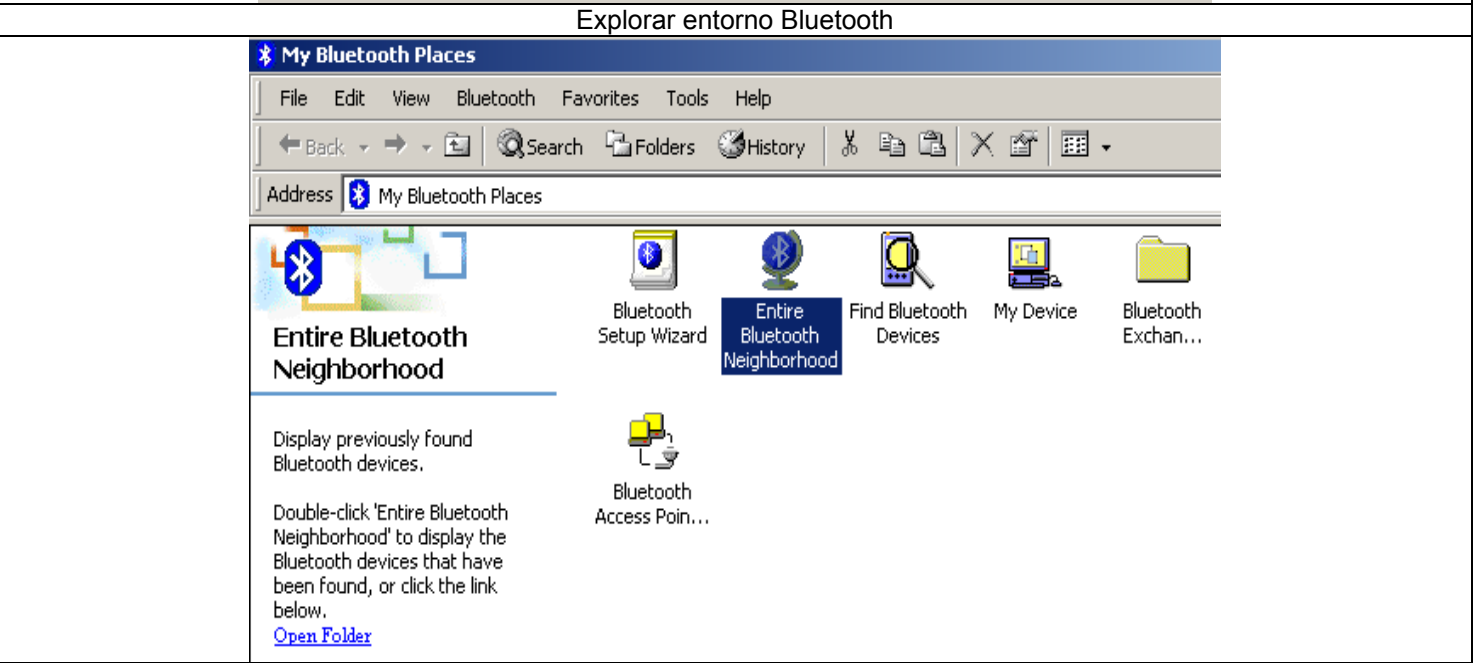 Explorar entorno Bluetooth
My Bluetooth Places
File Edit View Bluetooth Favorites Tools Help
Back Search Folders History
Address My Bluetooth Places
Entire Bluetooth
Neighborhood
Display previously found
Bluetooth devices.
Double-click 'Entire Bluetooth
Neighborhood' to display the
Bluetooth devices that have
been found, or click the link
below.
Open Folder
Bluetooth
Setup Wizard
Entire
Bluetooth
Neighborhood
Find Bluetooth
Devices
My Device
Bluetooth
Exchan...
Bluetooth
Access Poin...